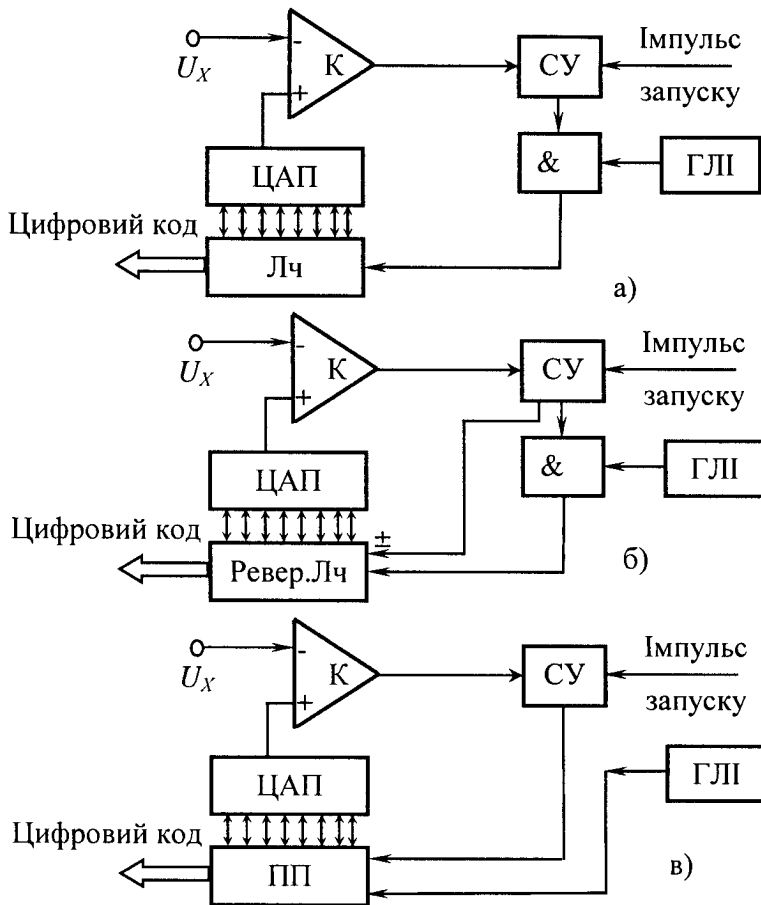 - К СУ Імпульс
U_X + запуску
ЦАП & ГЛІ
Цифровий код
Лч
а)
- К СУ Імпульс
U_X + запуску
ЦАП & ГЛІ
Цифровий код ±
Ревер.Лч б)
- К СУ Імпульс
U_X + запуску
ЦАП ГЛІ
Цифровий код
ПП в)